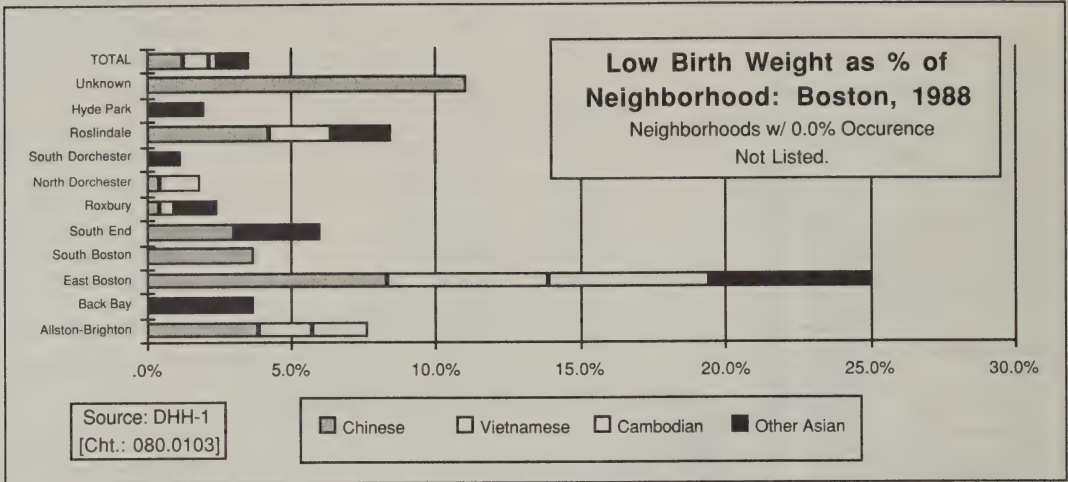 Low Birth Weight as % of
Neighborhood: Boston, 1988
Neighborhoods w/ 0.0% Occurence
Not Listed.
TOTAL
Unknown
Hyde Park
Roslindale
South Dorchester
North Dorchester
Roxbury
South End
South Boston
East Boston
Back Bay
Allston-Brighton
.0% 5.0% 10.0% 15.0% 20.0% 25.0% 30.0%
Source: DHH-1
[Cht.: 080.0103]
Chinese Vietnamese Cambodian Other Asian